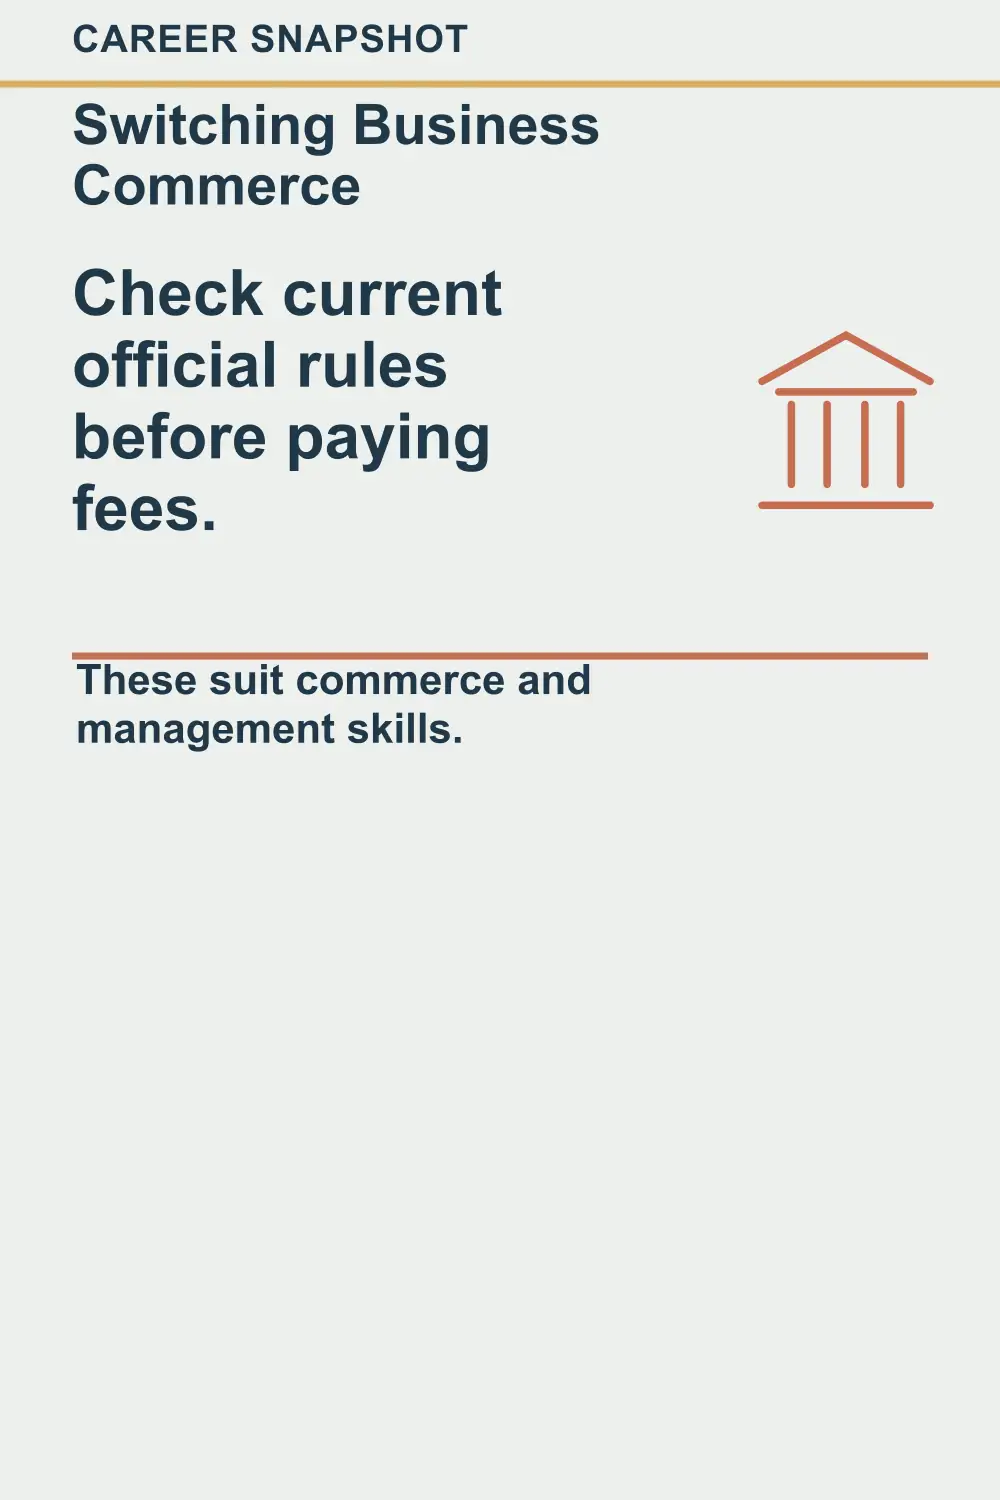 CAREER SNAPSHOT
Switching Business
Commerce
Check current
official rules
before paying
fees.
These suit commerce and
management skills.